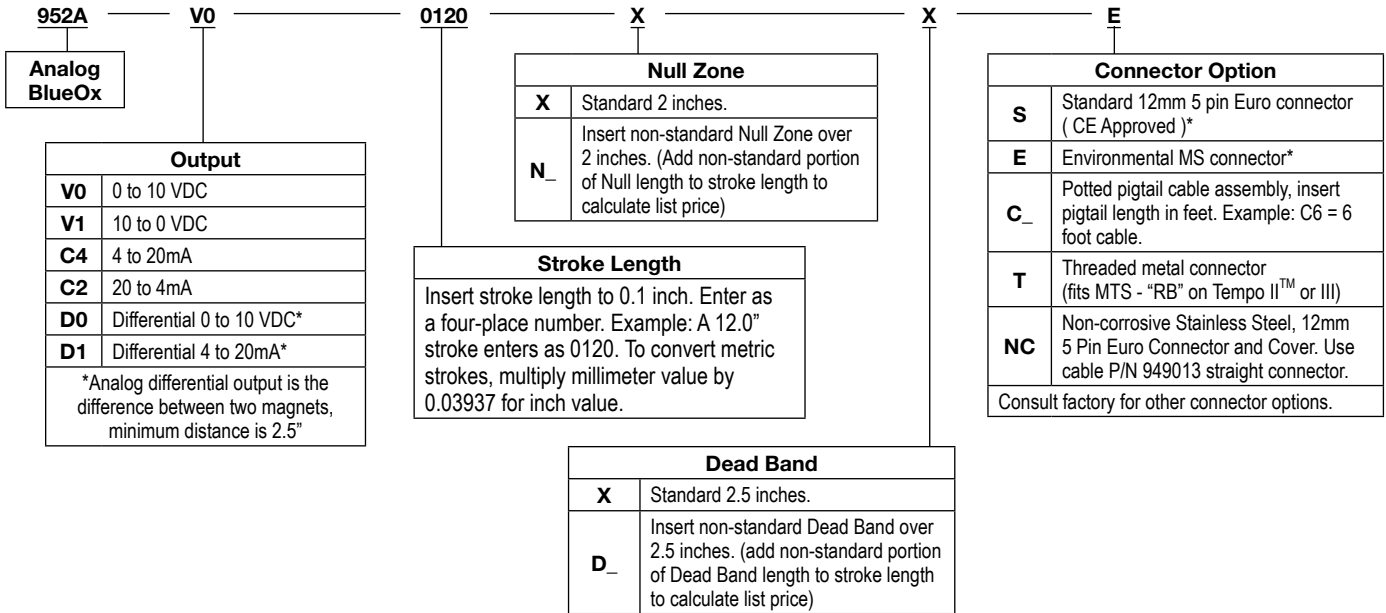 952A V0 0120 X X E
Analog
BlueOx
Output
V0 0 to 10 VDC
V1 10 to 0 VDC
C4 4 to 20mA
C2 20 to 4mA
D0 Differential 0 to 10 VDC*
D1 Differential 4 to 20mA*
*Analog differential output is the
difference between two magnets,
minimum distance is 2.5”
Stroke Length
Insert stroke length to 0.1 inch. Enter as
a four-place number. Example: A 12.0”
stroke enters as 0120. To convert metric
strokes, multiply millimeter value by
0.03937 for inch value.
Null Zone
X Standard 2 inches.
N_ Insert non-standard Null Zone over
2 inches. (Add non-standard portion
of Null length to stroke length to
calculate list price)
Dead Band
X Standard 2.5 inches.
D_ Insert non-standard Dead Band over
2.5 inches. (add non-standard portion
of Dead Band length to stroke length
to calculate list price)
Connector Option
S Standard 12mm 5 pin Euro connector
( CE Approved )*
E Environmental MS connector*
C_ Potted pigtail cable assembly, insert
pigtail length in feet. Example: C6 = 6
foot cable.
T Threaded metal connector
(fits MTS - “RB” on Tempo II™ or III)
NC Non-corrosive Stainless Steel, 12mm
5 Pin Euro Connector and Cover. Use
cable P/N 949013 straight connector.
Consult factory for other connector options.